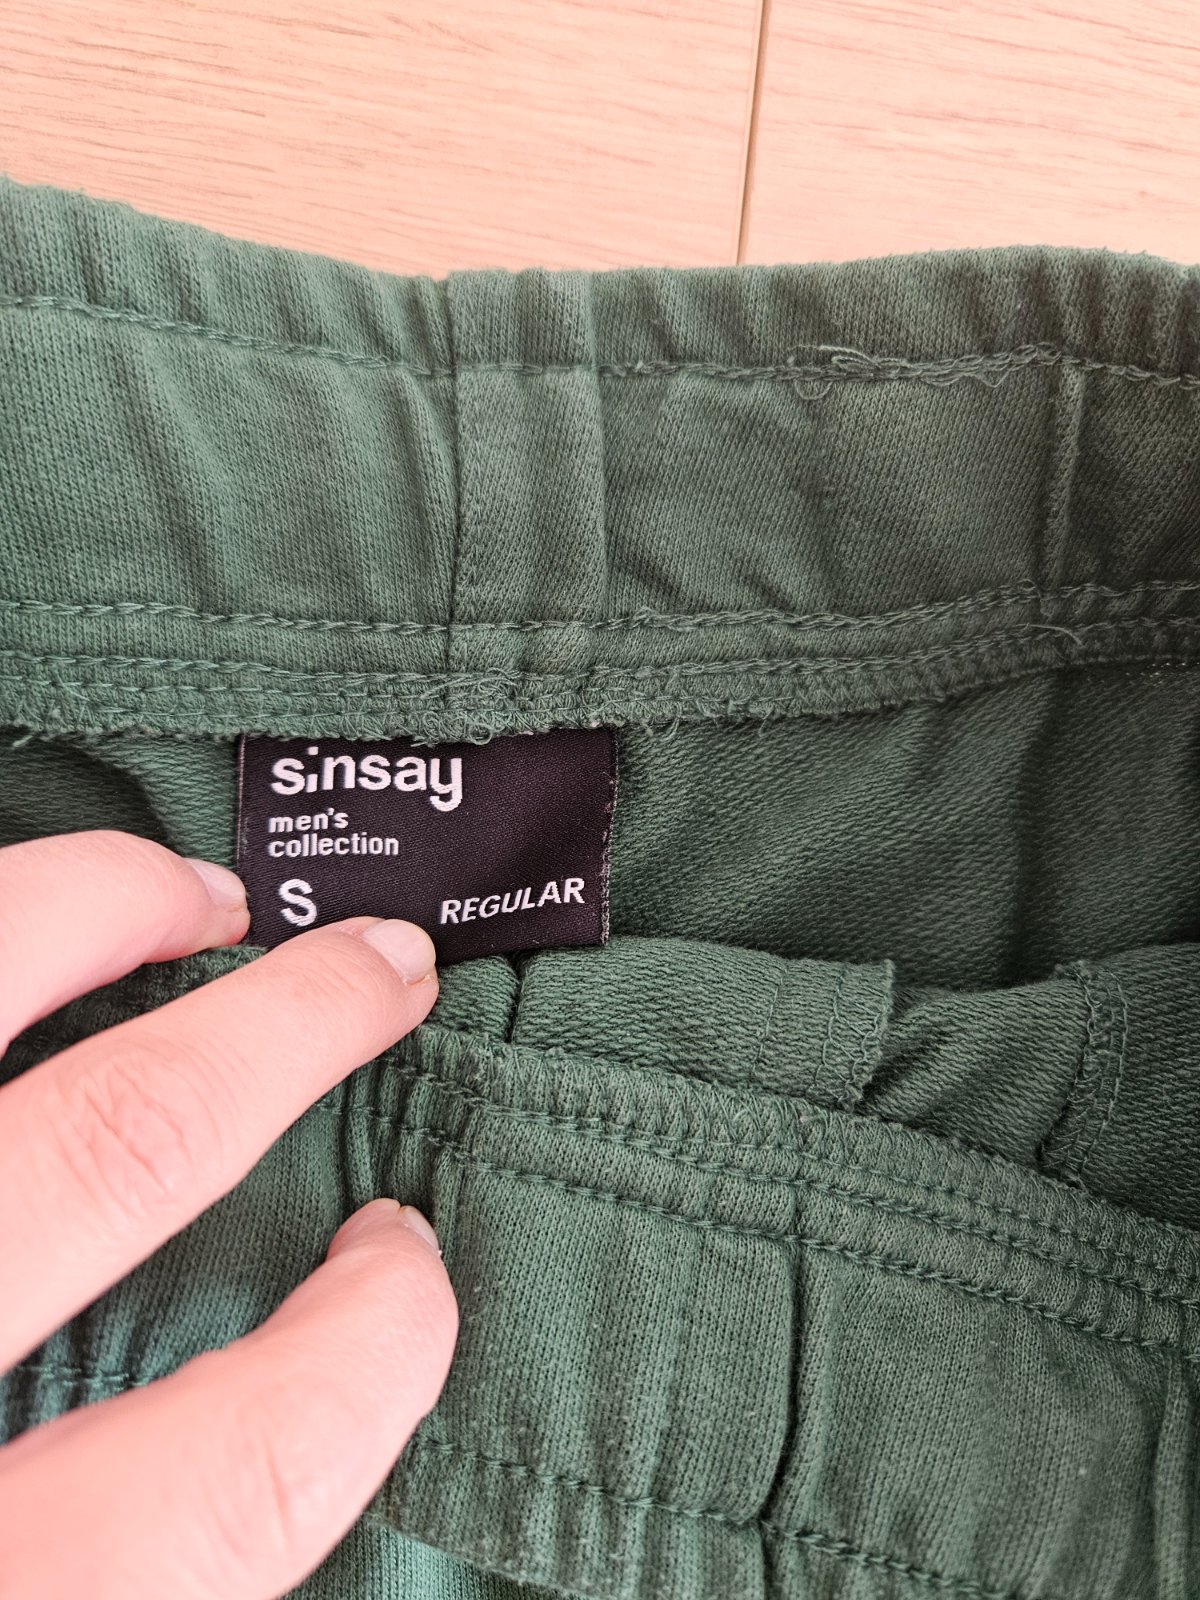 sinsay
men's
collection
S REGULAR